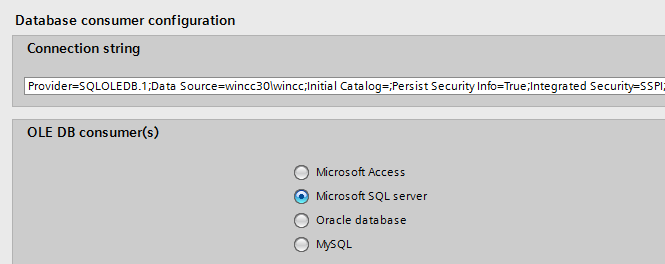 Database consumer configuration
Connection string
Provider=SQLOLEDB.1;Data Source=wincc30\wincc;Initial Catalog=;Persist Security Info=True;Integrated Security=SSPI;
OLE DB consumer(s)
Microsoft Access
Microsoft SQL server
Oracle database
MySQL